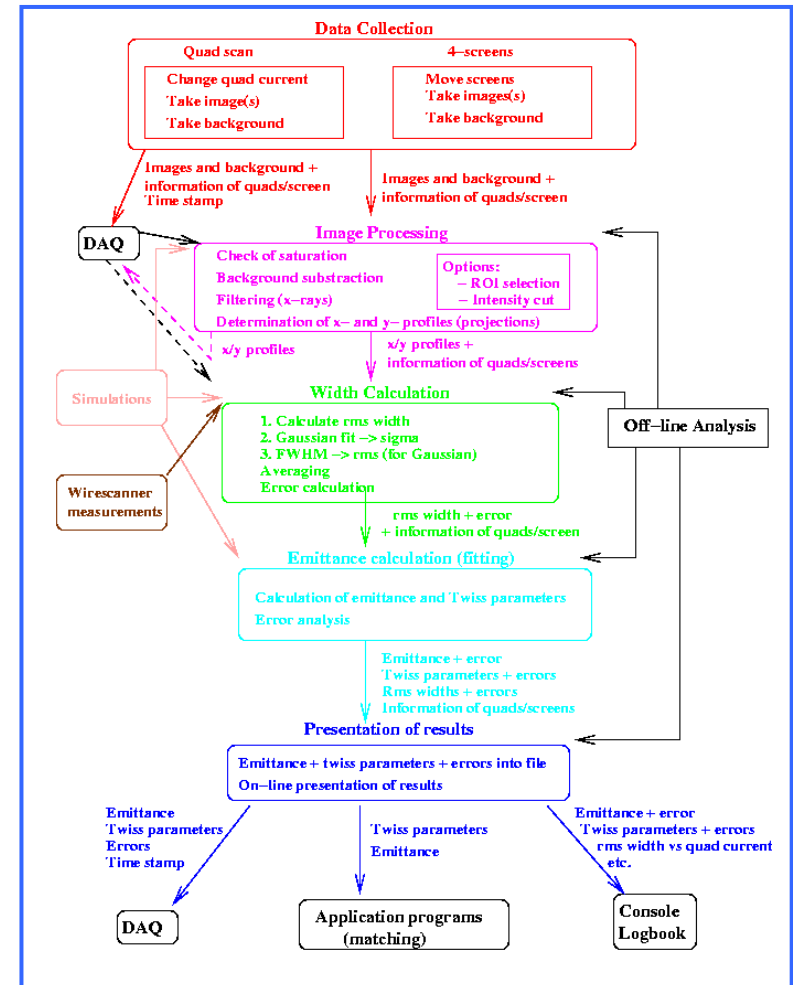 Data Collection
Quad scan
4-screens
Change quad current
Take image(s)
Take background
Move screens
Take images(s)
Take background
Images and background +
information of quads/screen
Time stamp
Images and background +
information of quads/screen
DAQ
Image Processing
Check of saturation
Background substraction
Filtering (x-rays)
Determination of x- and y- profiles (projections)
Options:
- ROI selection
- Intensity cut
x/y profiles
x/y profiles +
information of quads/screens
Simulations
Width Calculation
1. Calculate rms width
2. Gaussian fit -> sigma
3. FWHM -> rms (for Gaussian)
Averaging
Error calculation
Off-line Analysis
Wirescanner
measurements
rms width + error
+ information of quads/screen
Emittance calculation (fitting)
Calculation of emittance and Twiss parameters
Error analysis
Emittance + error
Twiss parameters + errors
Rms widths + errors
Information of quads/screens
Presentation of results
Emittance + twiss parameters + errors into file
On-line presentation of results
Emittance
Twiss parameters
Errors
Time stamp
Twiss parameters
Emittance
Emittance + error
Twiss parameters + errors
rms width vs quad current
etc.
DAQ
Application programs
(matching)
Console
Logbook